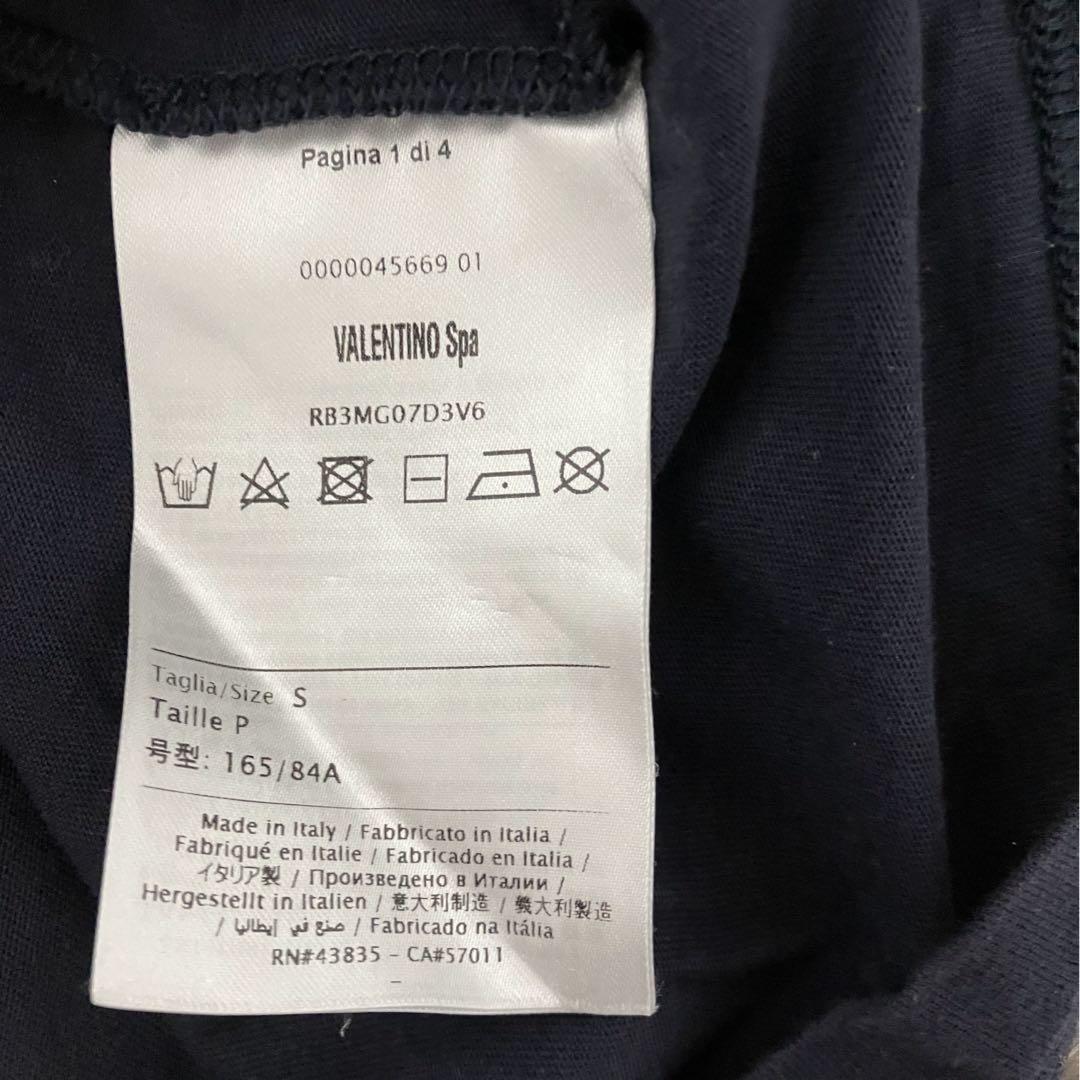 Pagina 1 di 4
0000045669 01
VALENTINO Spa
RB3MG07D3V6
Taglia/Size S
Taille P
号型: 165/84A
Made in Italy / Fabbricato in Italia /
Fabriqué en Italie / Fabricado en Italia /
イタリア製 / Произведено в Италии /
Hergestellt in Italien / 意大利制造 / 義大利製造
/ صنع في إيطاليا / Fabricado na Itália
RN#43835 - CA#57011
–